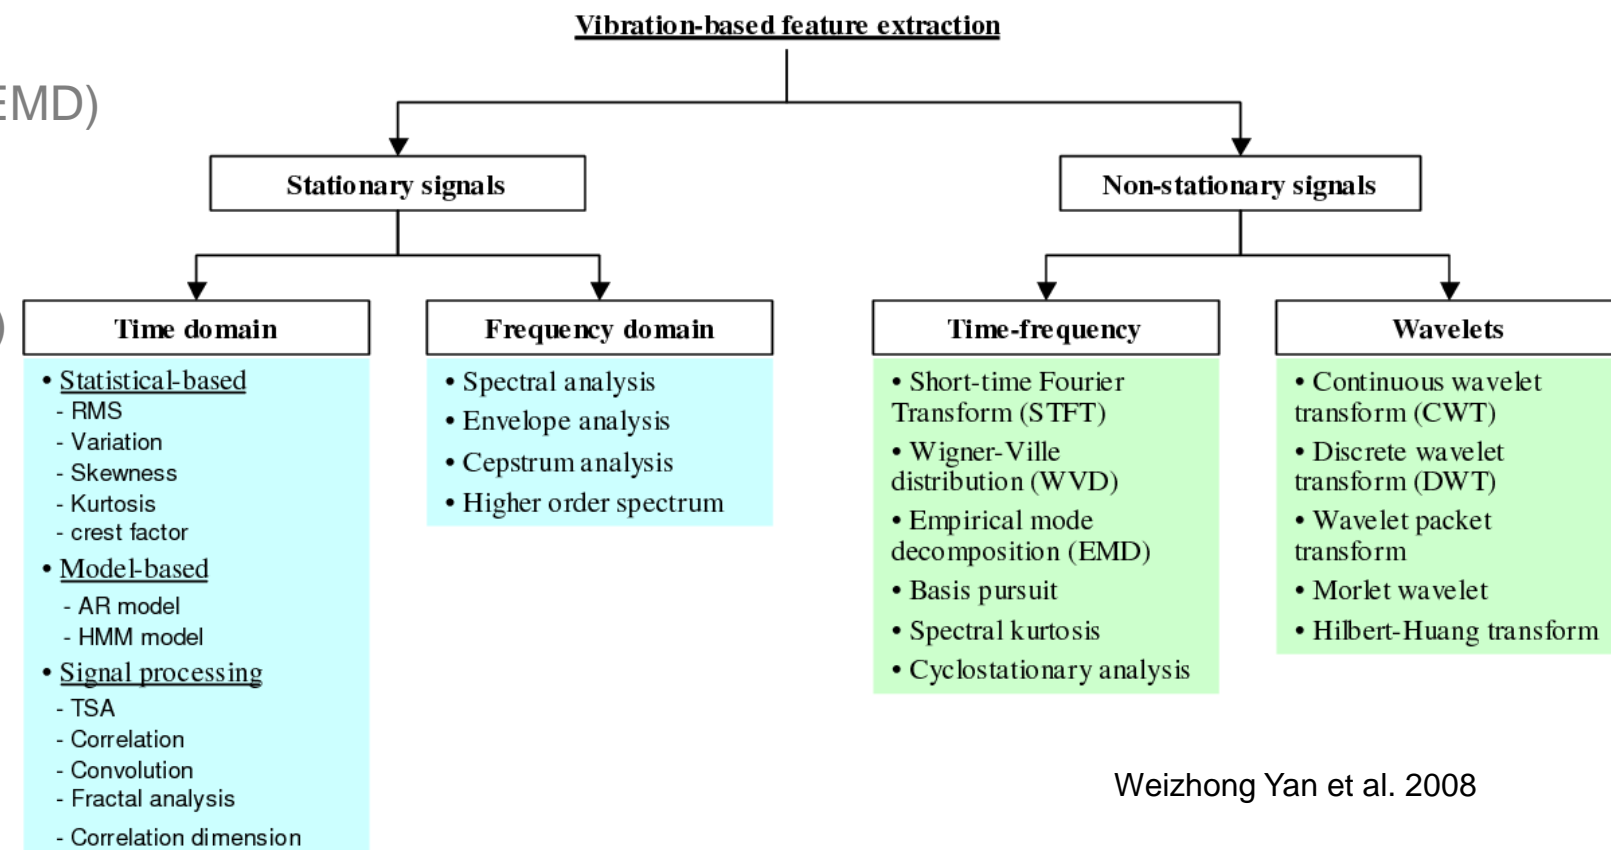 Vibration-based feature extraction
EMD)
)
Stationary signals
Non-stationary signals
Time domain
• Statistical-based
- RMS
- Variation
- Skewness
- Kurtosis
- crest factor
• Model-based
- AR model
- HMM model
• Signal processing
- TSA
- Correlation
- Convolution
- Fractal analysis
- Correlation dimension
Frequency domain
• Spectral analysis
• Envelope analysis
• Cepstrum analysis
• Higher order spectrum
Time-frequency
• Short-time Fourier
Transform (STFT)
• Wigner-Ville
distribution (WVD)
• Empirical mode
decomposition (EMD)
• Basis pursuit
• Spectral kurtosis
• Cyclostationary analysis
Wavelets
• Continuous wavelet
transform (CWT)
• Discrete wavelet
transform (DWT)
• Wavelet packet
transform
• Morlet wavelet
• Hilbert-Huang transform
Weizhong Yan et al. 2008